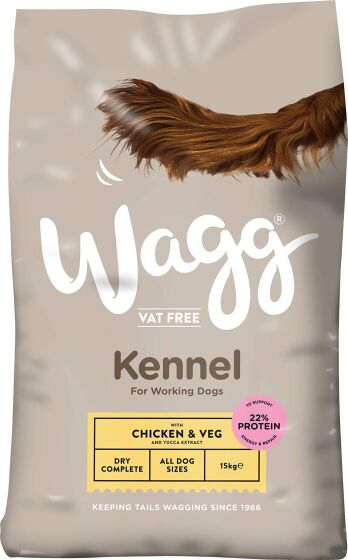 Wagg®
VAT FREE
Kennel
For Working Dogs
WITH
CHICKEN & VEG
AND YUCCA EXTRACT
DRY
COMPLETE
ALL DOG
SIZES
15kg℮
TO SUPPORT
22%
PROTEIN
ENERGY & REPAIR
KEEPING TAILS WAGGING SINCE 1986